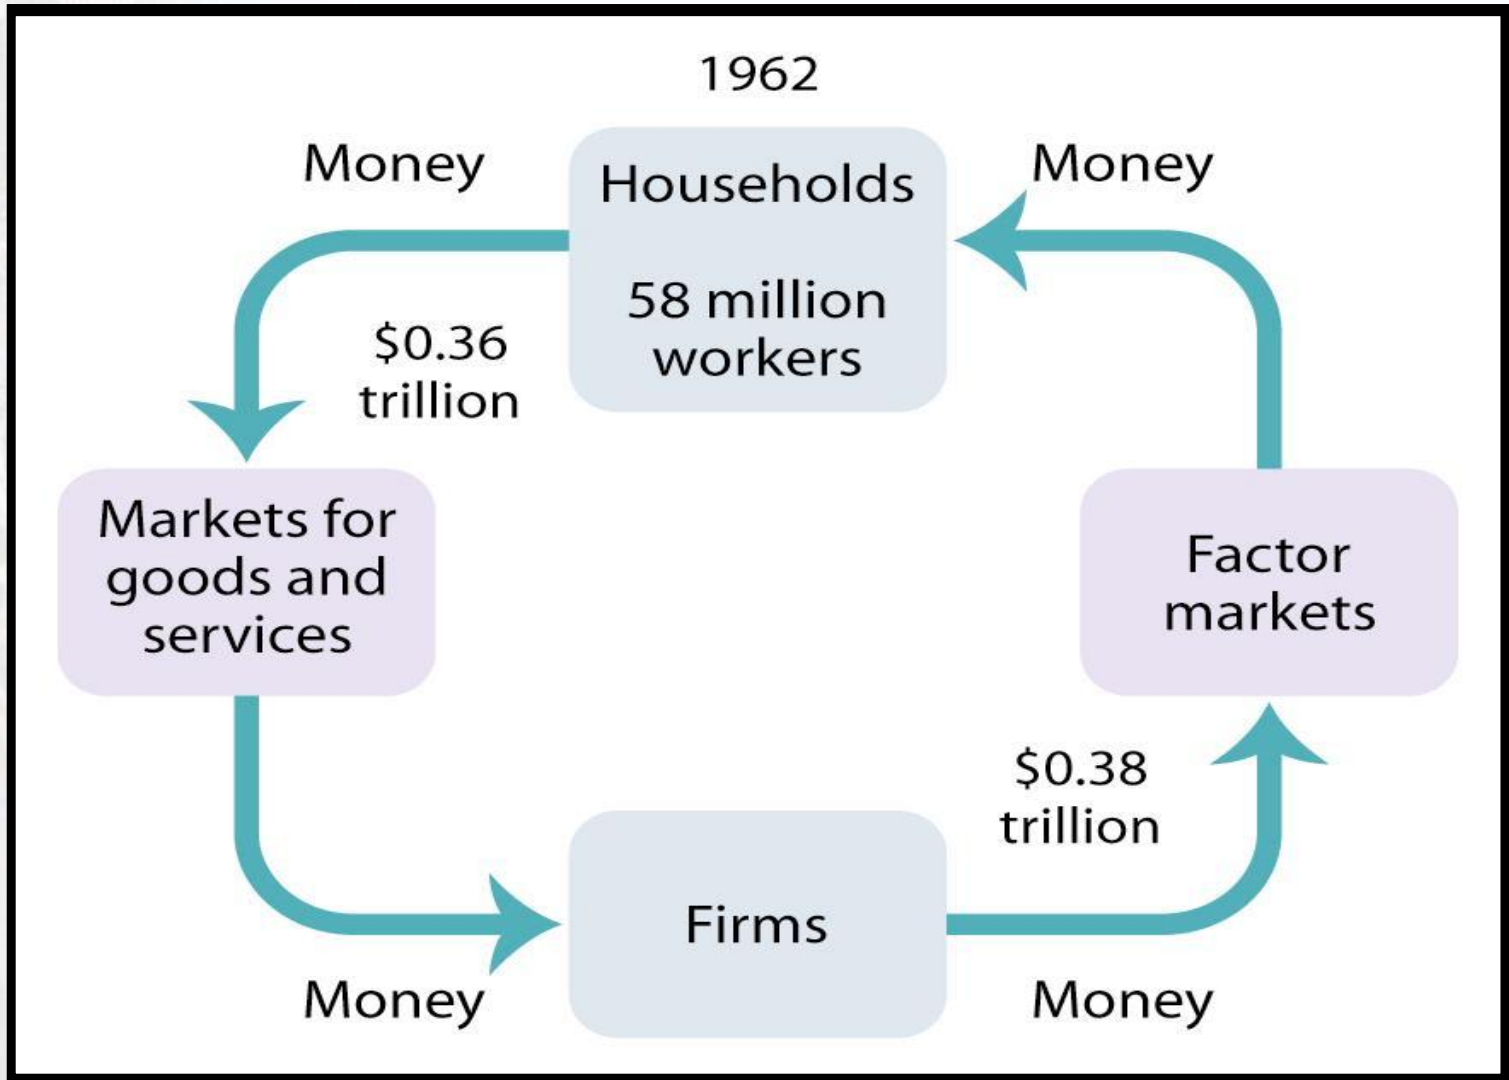 1962
Money
Households
Money
58 million
workers
$0.36
trillion
Markets for
goods and
services
Factor
markets
$0.38
trillion
Firms
Money
Money